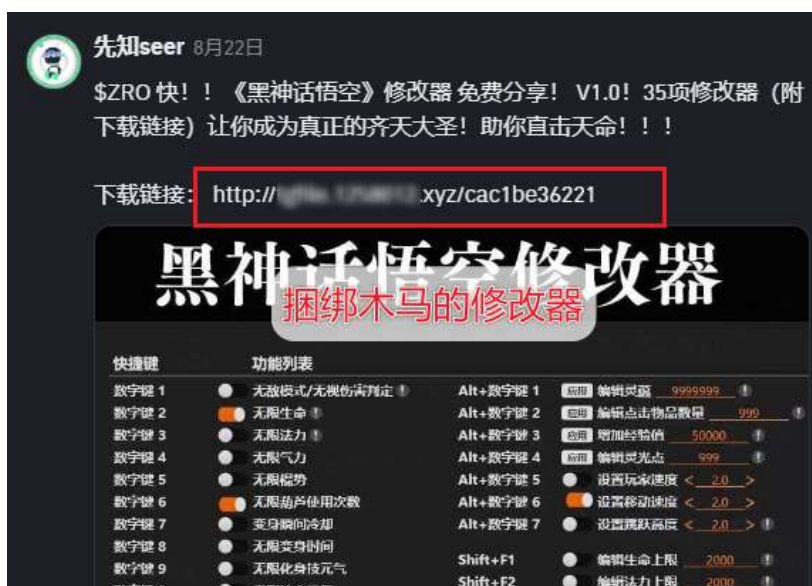 先知seer 8月22日
$ZRO 快！！《黑神话悟空》修改器 免费分享！ V1.0！35项修改器（附
下载链接）让你成为真正的齐天大圣！助你直击天命！！！
下载链接： http:// .xyz/cac1be36221
黑神话悟空修改器
捆绑木马的修改器
快捷键 功能列表
数字键 1 无敌模式/无视伤害判定 Alt+数字键 1 应用 编辑灵蕴 9999999
数字键 2 无限生命 Alt+数字键 2 应用 编辑点击物品数量 999
数字键 3 无限法力 Alt+数字键 3 应用 增加经验值 50000
数字键 4 无限气力 Alt+数字键 4 应用 编辑灵光点 999
数字键 5 无限棍势 Alt+数字键 5 设置玩家速度 < 2.0 >
数字键 6 无限葫芦使用次数 Alt+数字键 6 设置移动速度 < 2.0 >
数字键 7 变身瞬间冷却 Alt+数字键 7 设置跳跃高度 < 2.0 >
数字键 8 无限变身时间
数字键 9 无限化身技元气 Shift+F1 编辑生命上限 2000
Shift+F2 编辑法力上限 2000